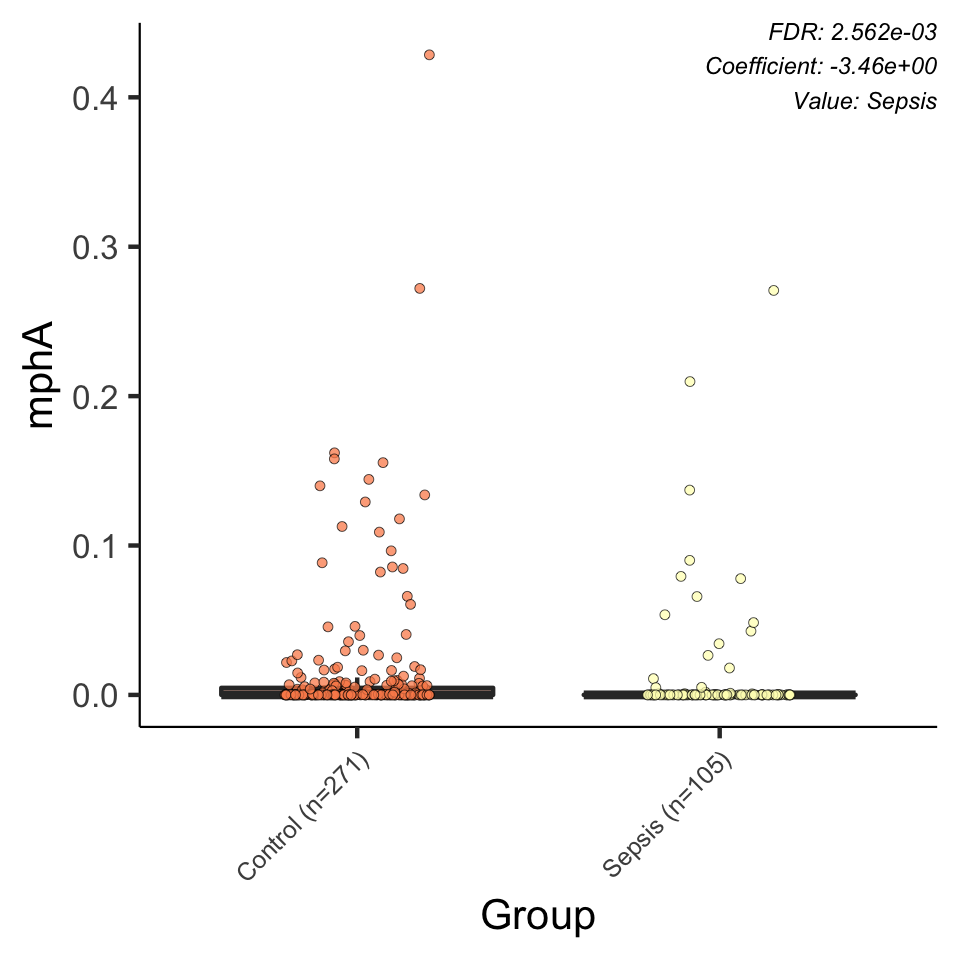 FDR: 2.562e-03
Coefficient: -3.46e+00
Value: Sepsis
mphA
0.4
0.3
0.2
0.1
0.0
Control (n=271)
Sepsis (n=105)
Group